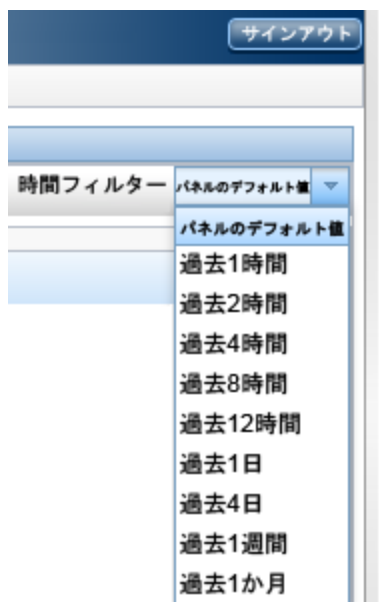 サインアウト
時間フィルター パネルのデフォルト値
パネルのデフォルト値
過去1時間
過去2時間
過去4時間
過去8時間
過去12時間
過去1日
過去4日
過去1週間
過去1か月